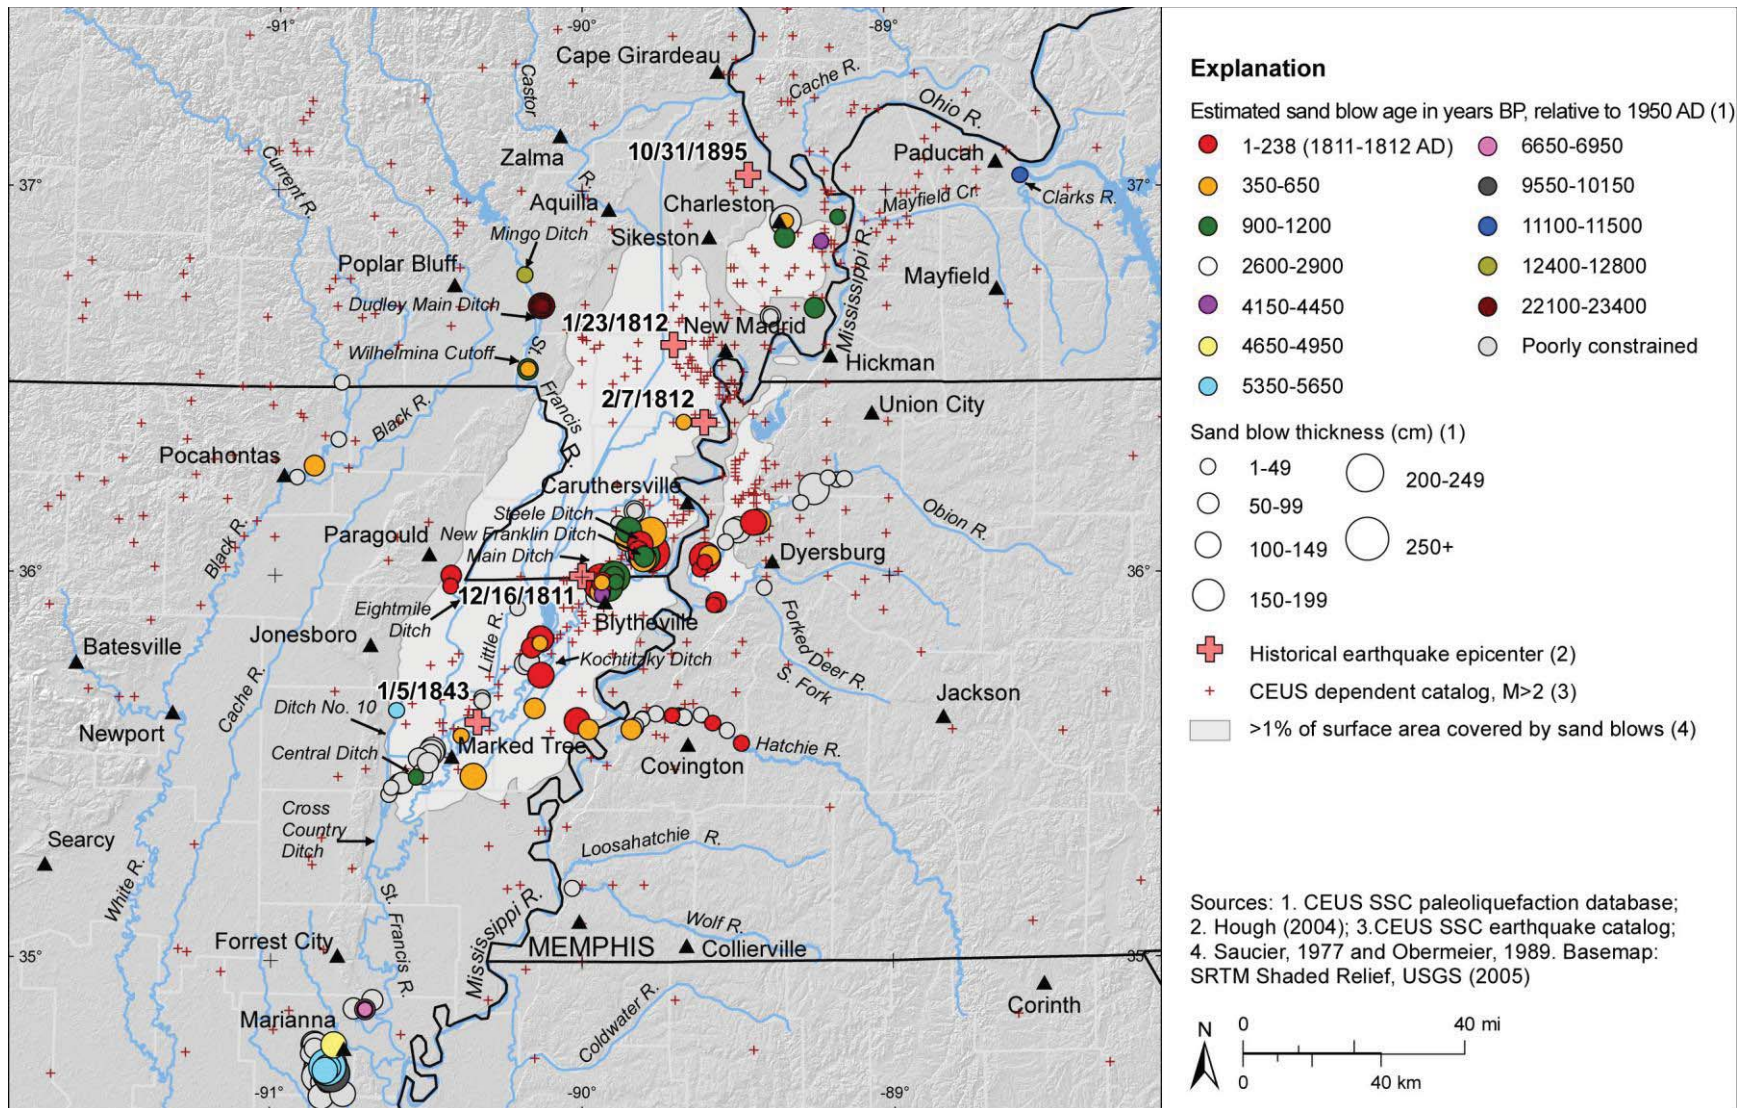 -91°
-90°
-89°
Cape Girardeau
Castor
R.
Cache R.
Ohio R.
Zalma
10/31/1895
Paducah
Current R.
37°
37°
Aquilla
Charleston
Mayfield Cr.
Clarks R.
Mingo Ditch
Sikeston
Mississippi R.
Poplar Bluff
Mayfield
Dudley Main Ditch
1/23/1812
New Madrid
St.
Francis
R.
Wilhelmina Cutoff
Hickman
2/7/1812
Union City
Black R.
Pocahontas
Caruthersville
Steele Ditch
Obion R.
New Franklin Ditch
Paragould
Main Ditch
Dyersburg
Black R.
36°
36°
12/16/1811
Eightmile
Ditch
Blytheville
Jonesboro
Little R.
Forked Deer R.
Batesville
Kochtitzky Ditch
S. Fork
1/5/1843
Jackson
Cache R.
Ditch No. 10
Newport
Marked Tree
Hatchie R.
Central Ditch
Covington
Cross
Country
Ditch
Searcy
Loosahatchie R.
White R.
St. Francis R.
Mississippi R.
Wolf R.
Forrest City
MEMPHIS
Collierville
35°
35°
Corinth
Marianna
Coldwater R.
-91°
-90°
-89°
Explanation
Estimated sand blow age in years BP, relative to 1950 AD (1)
1-238 (1811-1812 AD)
6650-6950
350-650
9550-10150
900-1200
11100-11500
2600-2900
12400-12800
4150-4450
22100-23400
4650-4950
Poorly constrained
5350-5650
Sand blow thickness (cm) (1)
1-49
200-249
50-99
100-149
250+
150-199
Historical earthquake epicenter (2)
CEUS dependent catalog, M>2 (3)
>1% of surface area covered by sand blows (4)
Sources: 1. CEUS SSC paleoliquefaction database;
2. Hough (2004); 3.CEUS SSC earthquake catalog;
4. Saucier, 1977 and Obermeier, 1989. Basemap:
SRTM Shaded Relief, USGS (2005)
N
0
40 mi
0
40 km